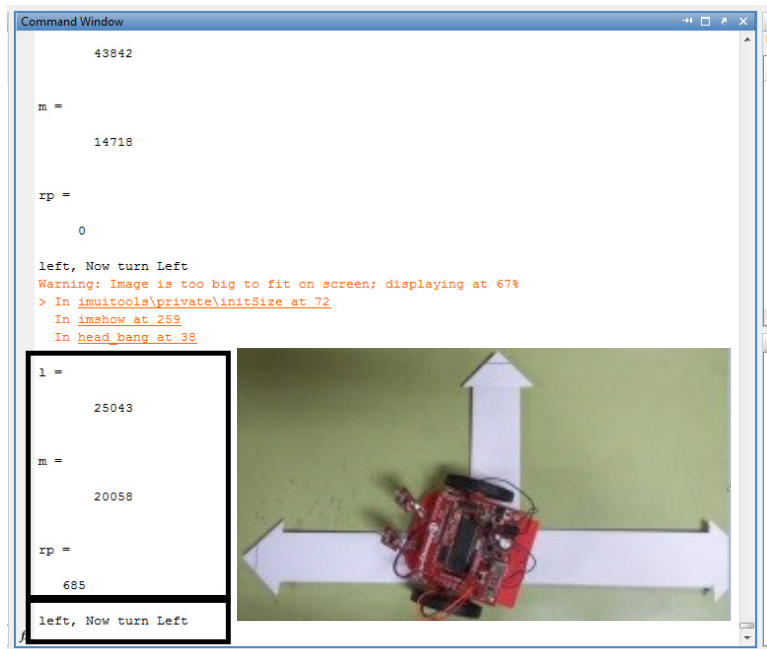 Command Window
43842
m =
14718
rp =
0
left, Now turn Left
Warning: Image is too big to fit on screen; displaying at 67%
> In imuitools\private\initSize at 72
In imshow at 259
In head_bang at 38
l =
25043
m =
20058
rp =
685
left, Now turn Left